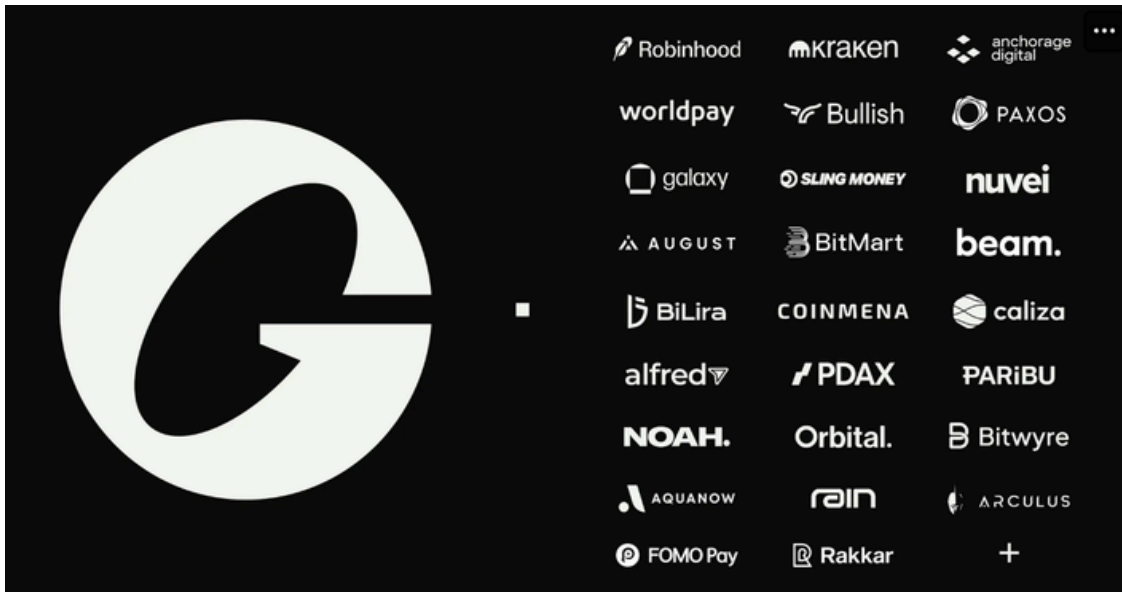 G
Robinhood kraken anchorage digital
worldpay Bullish PAXOS
galaxy SLING MONEY nuvei
AUGUST BitMart beam.
BiLira COINMENA caliza
alfred PDAX PARiBU
NOAH. Orbital. Bitwyre
AQUANOW rain ARCULUS
FOMO Pay Rakkar +